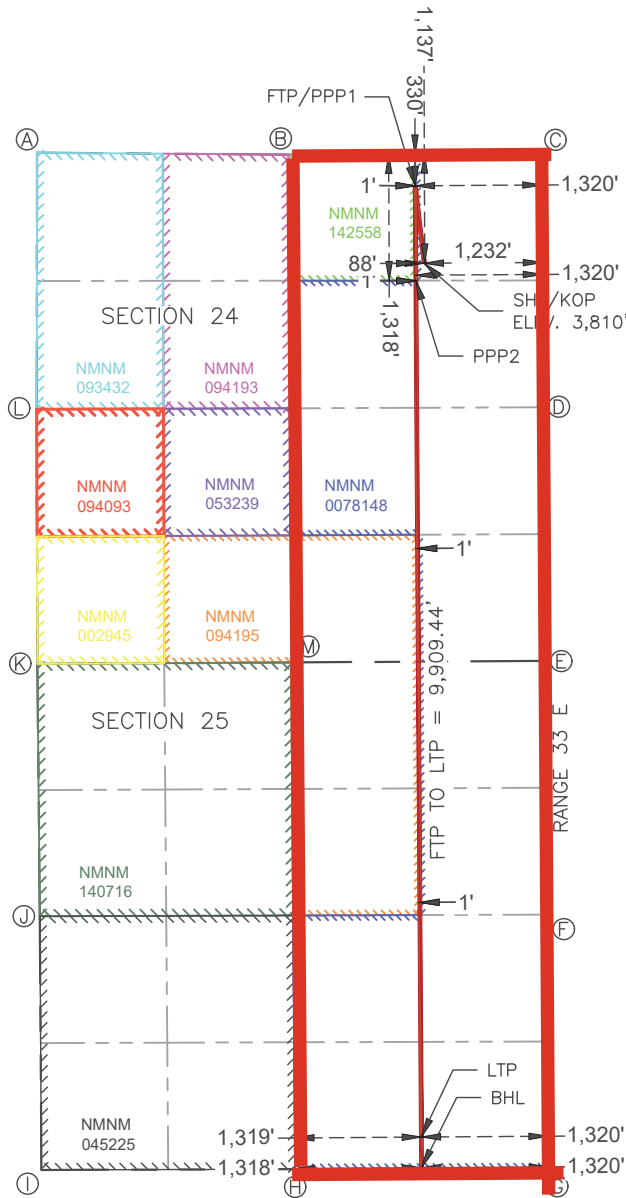 1,137'
330'
FTP/PPP1
A
B
C
1'
1,320'
NMNM
142558
88'
1,232'
1'
1,320'
1,318'
SECTION 24
ELEV. 3,810'
PPP2
NMNM
093432
NMNM
094193
L
D
NMNM
094093
NMNM
053239
NMNM
0078148
1'
NMNM
002945
NMNM
094195
K
M
E
SECTION 25
FTP TO LTP = 9,909.44'
RANGE 33 E
NMNM
140716
1'
J
F
LTP
BHL
NMNM
045225
1,319'
1,320'
1,318'
1,320'
I
H
G